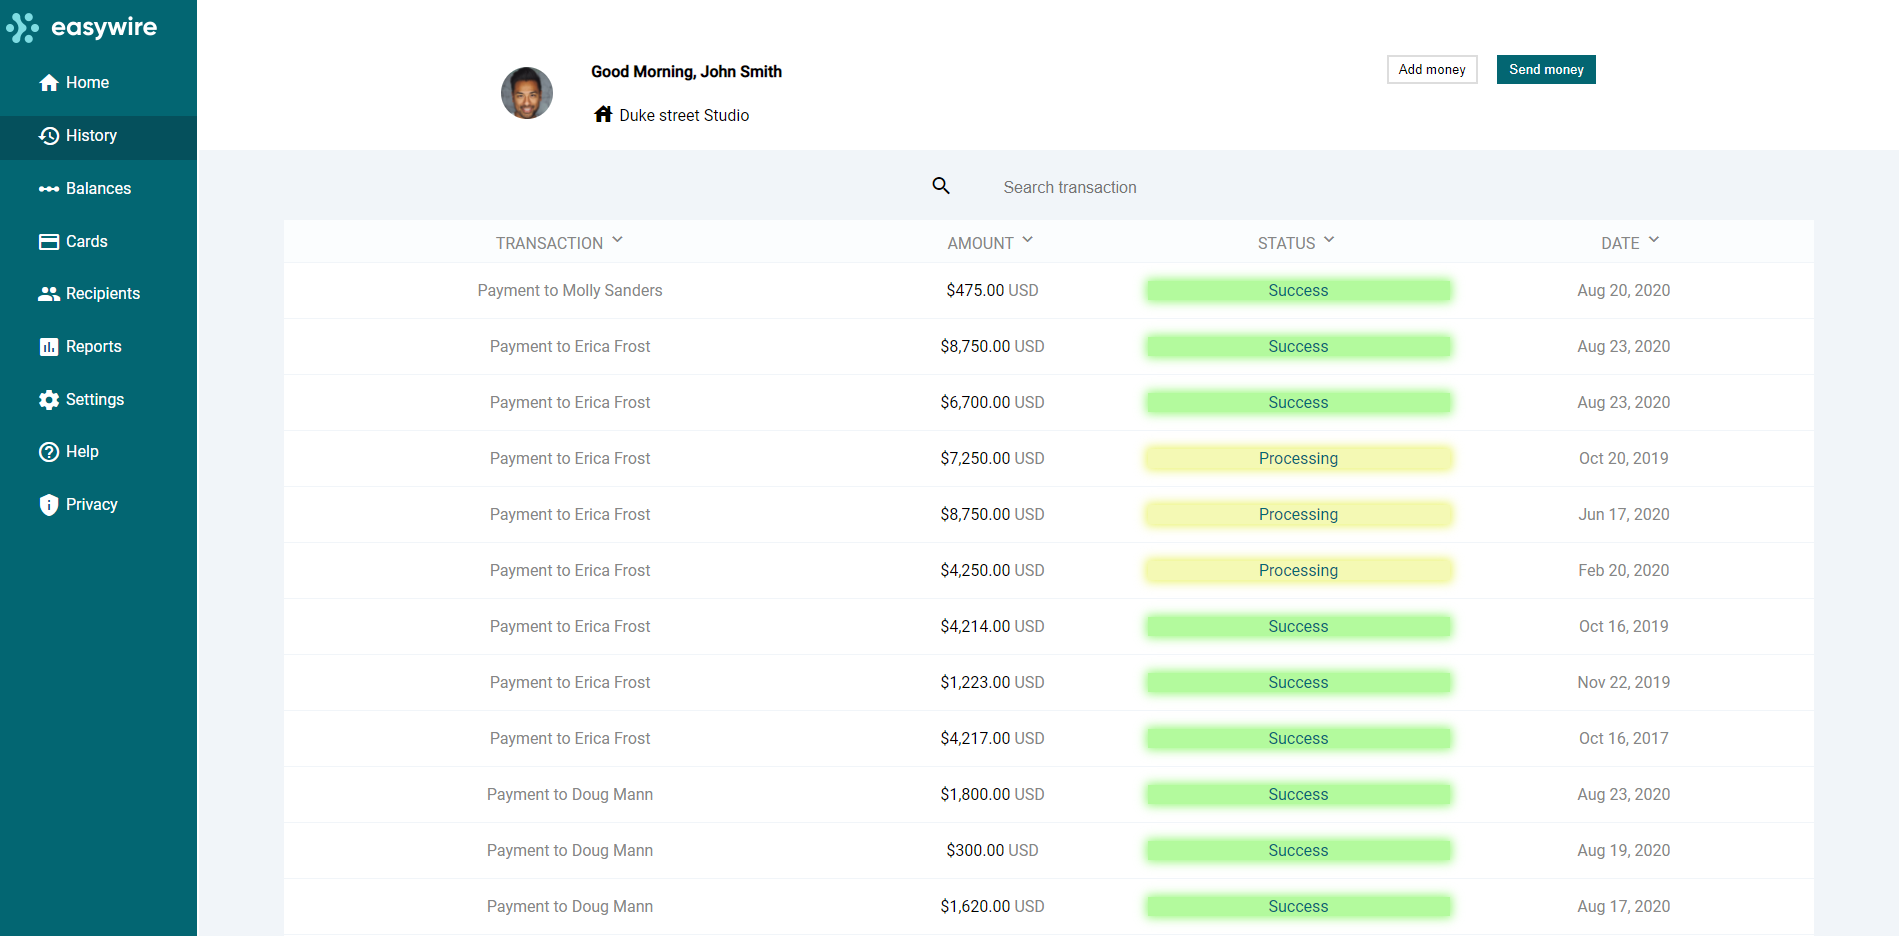 easywire
Home
History
Balances
Cards
Recipients
Reports
Settings
Help
Privacy
Good Morning, John Smith
Duke street Studio
Add money
Send money
Search transaction
TRANSACTION AMOUNT STATUS DATE
Payment to Molly Sanders $475.00 USD Success Aug 20, 2020
Payment to Erica Frost $8,750.00 USD Success Aug 23, 2020
Payment to Erica Frost $6,700.00 USD Success Aug 23, 2020
Payment to Erica Frost $7,250.00 USD Processing Oct 20, 2019
Payment to Erica Frost $8,750.00 USD Processing Jun 17, 2020
Payment to Erica Frost $4,250.00 USD Processing Feb 20, 2020
Payment to Erica Frost $4,214.00 USD Success Oct 16, 2019
Payment to Erica Frost $1,223.00 USD Success Nov 22, 2019
Payment to Erica Frost $4,217.00 USD Success Oct 16, 2017
Payment to Doug Mann $1,800.00 USD Success Aug 23, 2020
Payment to Doug Mann $300.00 USD Success Aug 19, 2020
Payment to Doug Mann $1,620.00 USD Success Aug 17, 2020